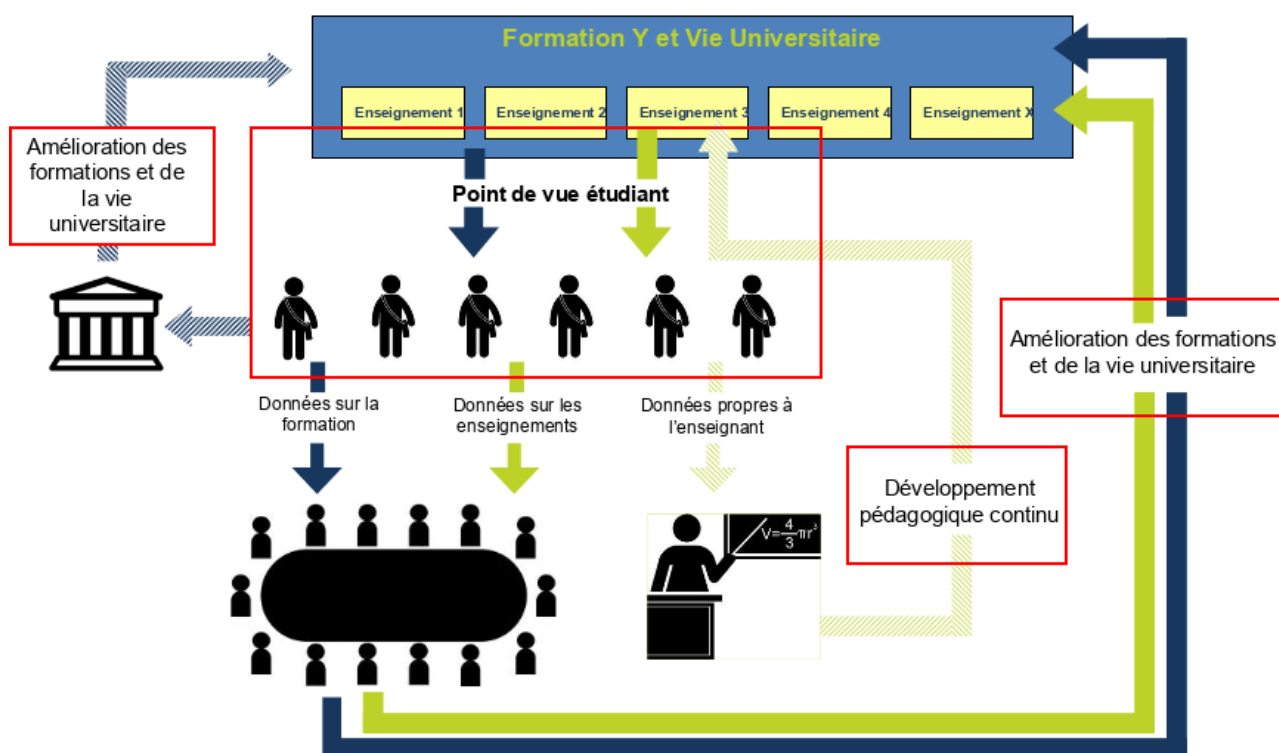 Formation Y et Vie Universitaire
Enseignement 1
Enseignement 2
Enseignement 3
Enseignement 4
Enseignement X
Amélioration des
formations et de
la vie
universitaire
Point de vue étudiant
Amélioration des formations
et de la vie universitaire
Données sur la
formation
Données sur les
enseignements
Données propres à
l'enseignant
Développement
pédagogique continu
V=4/3 πr³